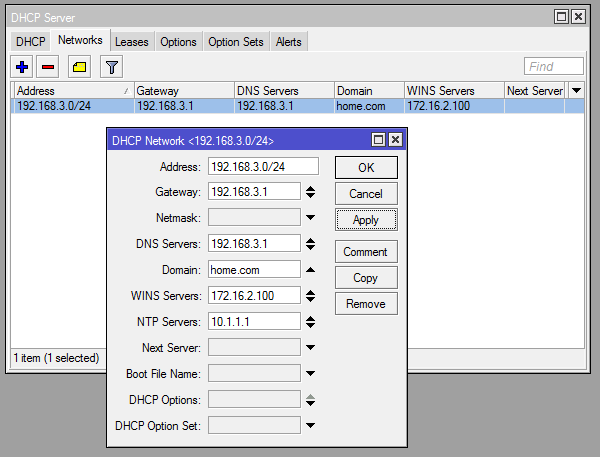 DHCP Server
DHCP Networks Leases Options Option Sets Alerts
Find
Address Gateway DNS Servers Domain WINS Servers Next Server
192.168.3.0/24 192.168.3.1 192.168.3.1 home.com 172.16.2.100
DHCP Network <192.168.3.0/24>
Address: 192.168.3.0/24 OK
Gateway: 192.168.3.1 Cancel
Netmask: Apply
DNS Servers: 192.168.3.1
Comment
Domain: home.com
Copy
WINS Servers: 172.16.2.100
Remove
NTP Servers: 10.1.1.1
Next Server:
1 item (1 selected)
Boot File Name:
DHCP Options:
DHCP Option Set: